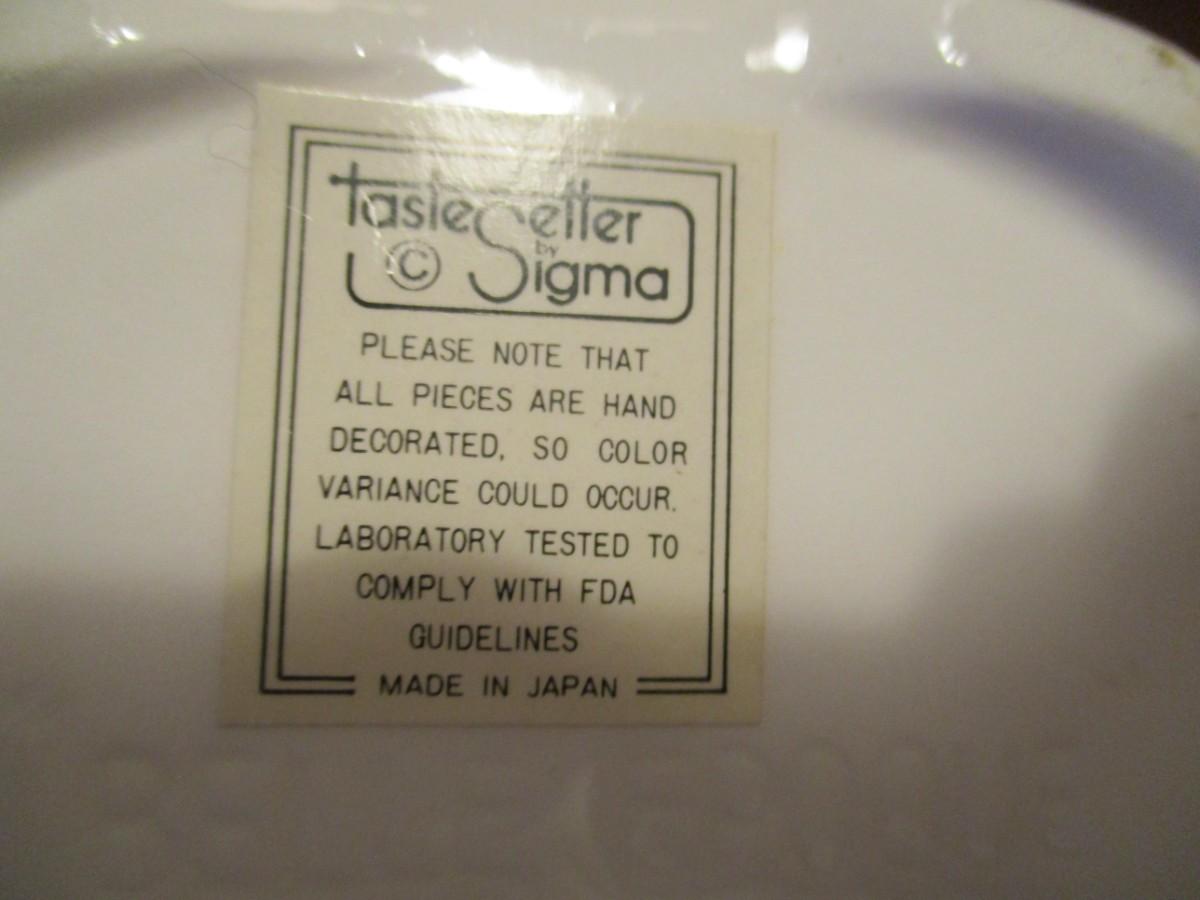 tasteSetter
by
© Sigma
PLEASE NOTE THAT
ALL PIECES ARE HAND
DECORATED, SO COLOR
VARIANCE COULD OCCUR.
LABORATORY TESTED TO
COMPLY WITH FDA
GUIDELINES
MADE IN JAPAN